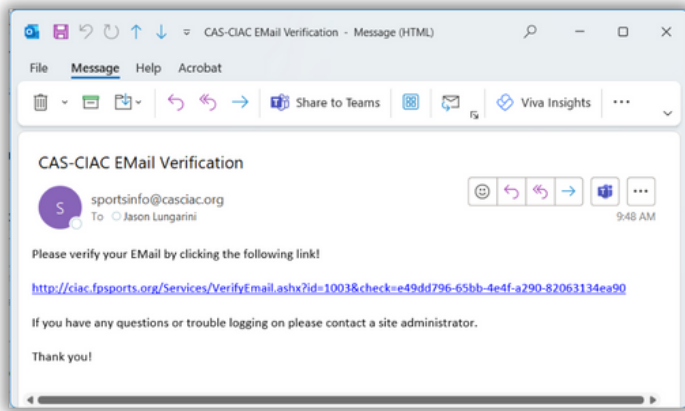 CAS-CIAC EMail Verification - Message (HTML)
File Message Help Acrobat
Share to Teams Viva Insights
CAS-CIAC EMail Verification
S
sportsinfo@casciac.org
To Jason Lungarini
9:48 AM
Please verify your EMail by clicking the following link!
http://ciac.fpsports.org/Services/VerifyEmail.ashx?id=1003&check=e49dd796-65bb-4e4f-a290-82063134ea90
If you have any questions or trouble logging on please contact a site administrator.
Thank you!